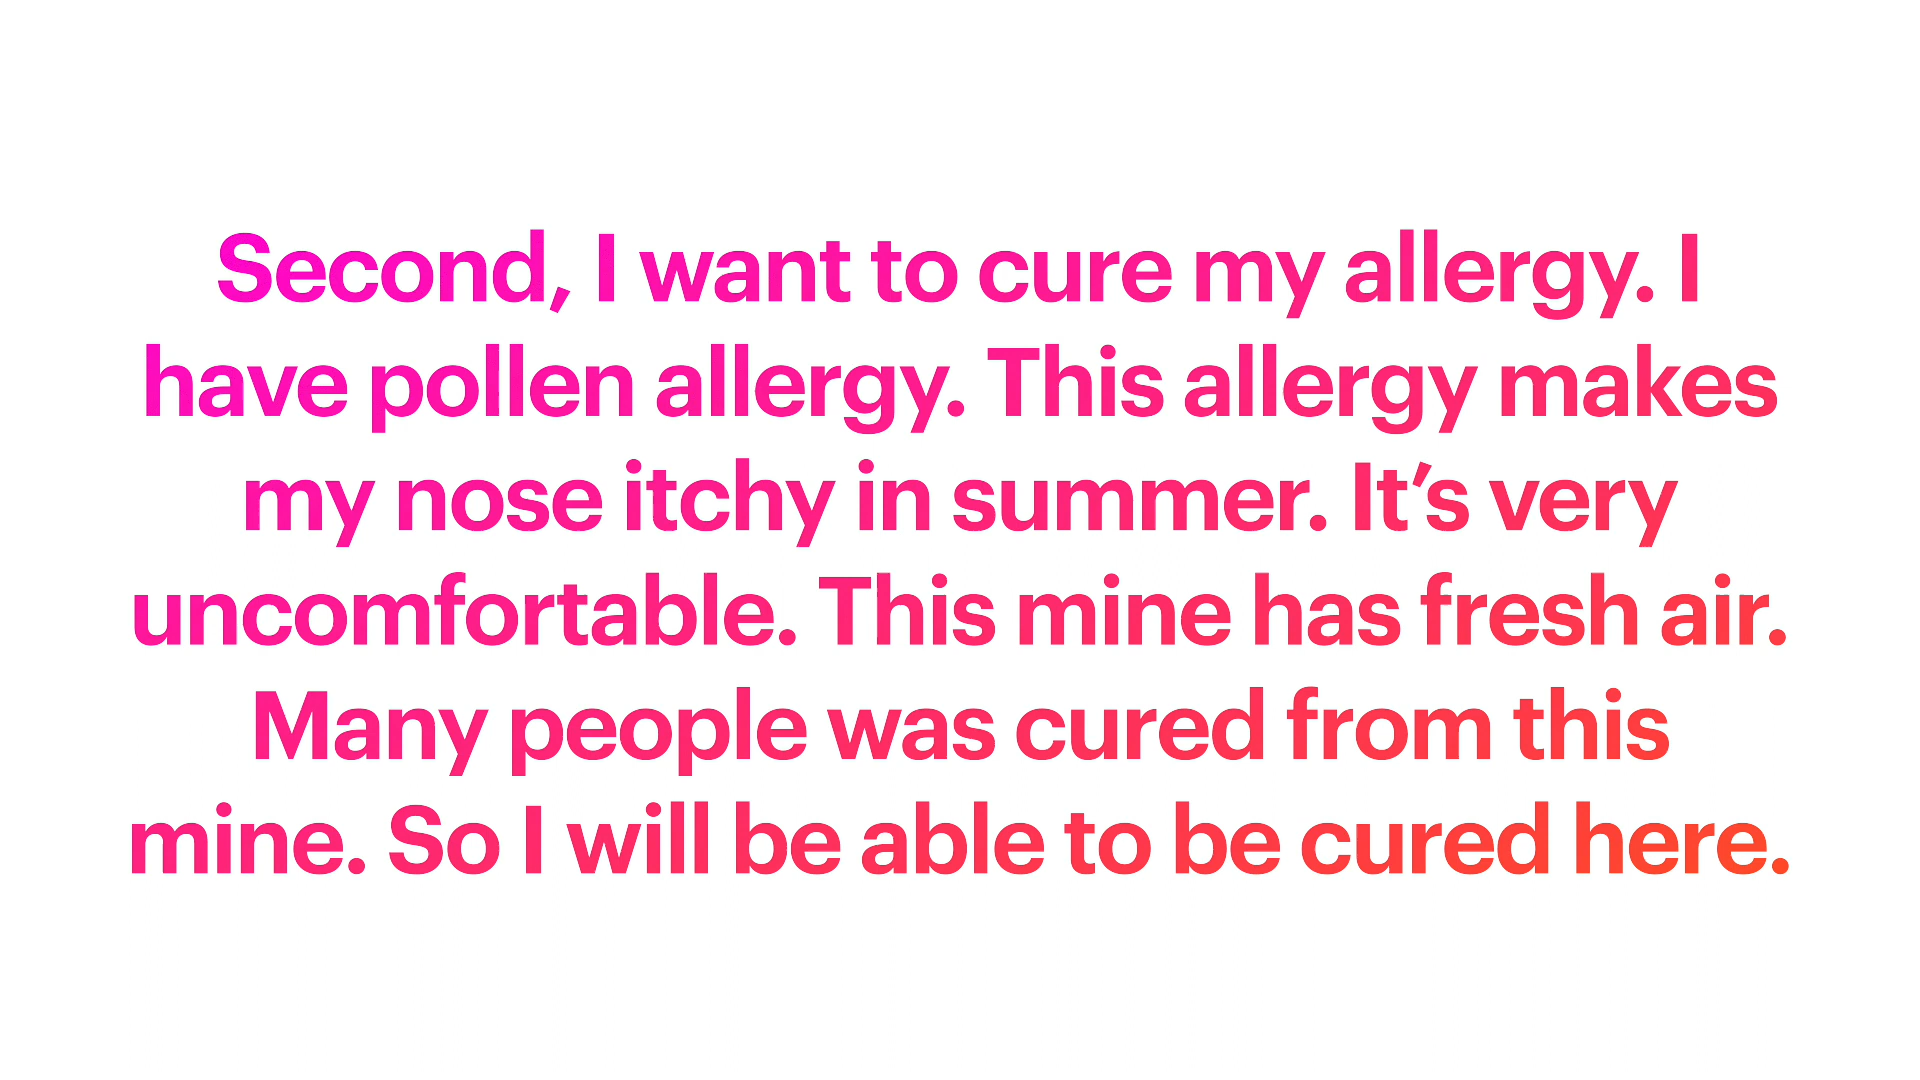 Second, I want to cure my allergy. I
have pollen allergy. This allergy makes
my nose itchy in summer. It’s very
uncomfortable. This mine has fresh air.
Many people was cured from this
mine. So I will be able to be cured here.